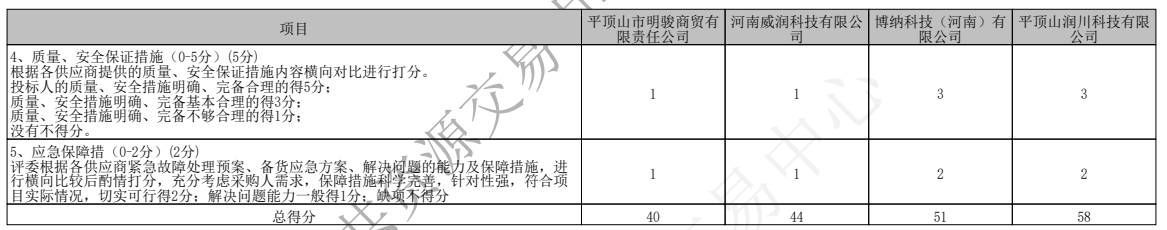 项目
平顶山市明骏商贸有
限责任公司
河南威润科技有限公
司
博纳科技（河南）有
限公司
平顶山润川科技有限
公司
4、质量、安全保证措施（0-5分）(5分)
根据各供应商提供的质量、安全保证措施内容横向对比进行打分。
投标人的质量、安全措施明确、完备合理的得5分；
质量、安全措施明确、完备基本合理的得3分；
质量、安全措施明确、完备不够合理的得1分；
没有不得分。
1
1
3
3
5、应急保障措（0-2分）(2分)
评委根据各供应商紧急故障处理预案、备货应急方案、解决问题的能力及保障措施，进
行横向比较后酌情打分，充分考虑采购人需求，保障措施科学完善，针对性强，符合项
目实际情况，切实可行得2分；解决问题能力一般得1分；缺项不得分
1
1
2
2
总得分
40
44
51
58
共资源交易
易中心
中心